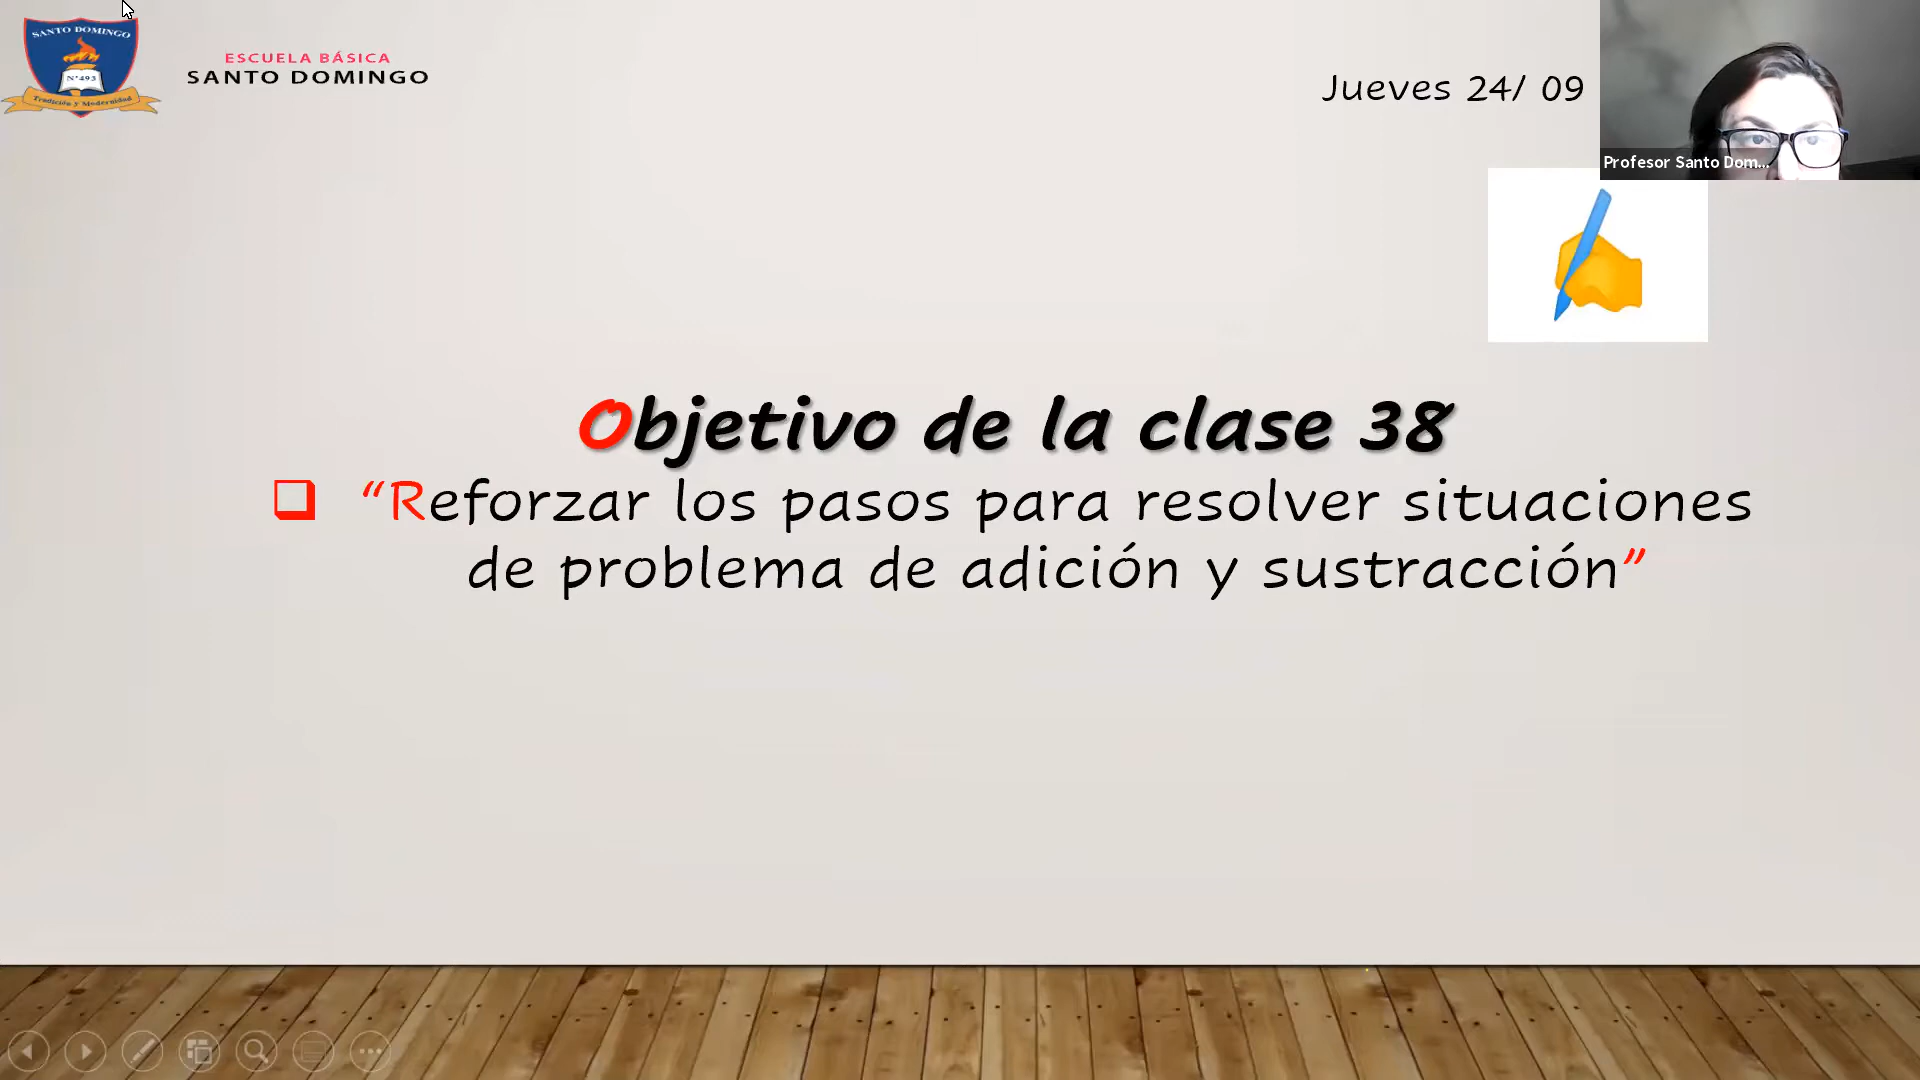 SANTO DOMINGO
N°493
Tradición y Modernidad
ESCUELA BÁSICA
SANTO DOMINGO
Jueves 24/ 09
Profesor Santo Dom...
Objetivo de la clase 38
“Reforzar los pasos para resolver situaciones
de problema de adición y sustracción”